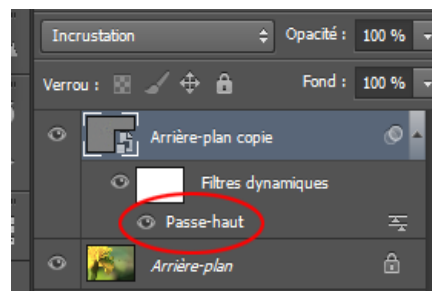 Incrustation Opacité : 100 %
Verrou : Fond : 100 %
Arrière-plan copie
Filtres dynamiques
Passe-haut
Arrière-plan